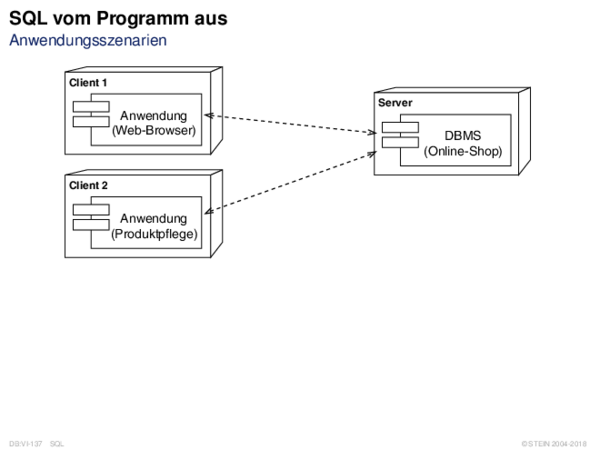 SQL vom Programm aus
Anwendungsszenarien
Client 1
Anwendung
(Web-Browser)
Server
DBMS
(Online-Shop)
Client 2
Anwendung
(Produktpflege)
DB:VI-137 SQL
© STEIN 2004-2018